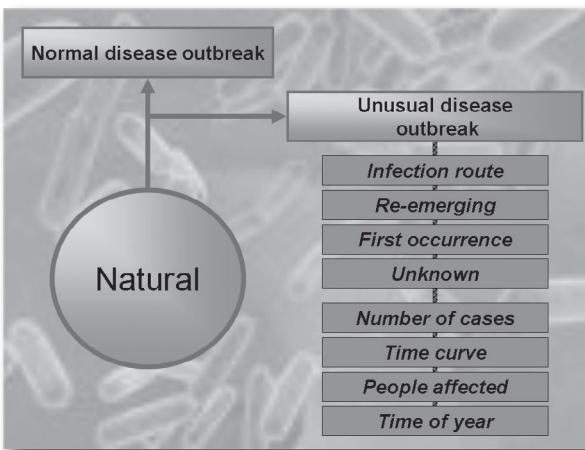 Normal disease outbreak
Unusual disease
outbreak
Infection route
Re-emerging
First occurrence
Unknown
Natural
Number of cases
Time curve
People affected
Time of year